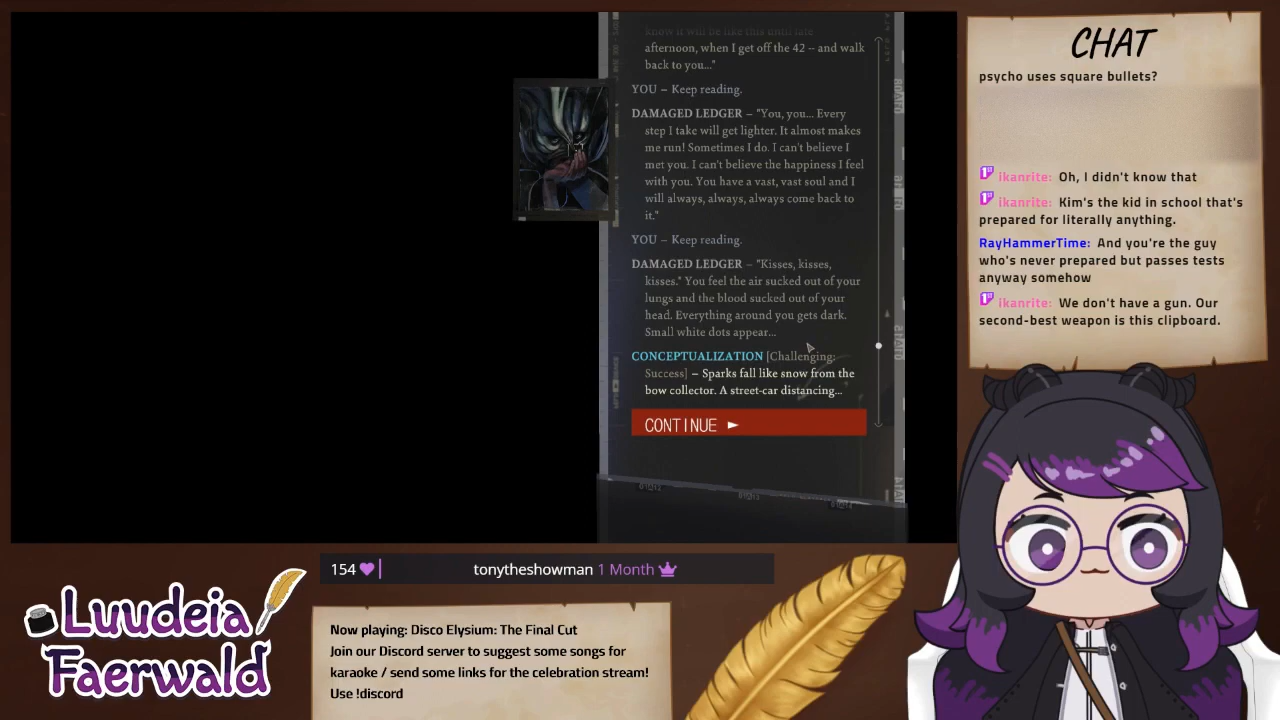 know it will be like this until late
afternoon, when I get off the 42 -- and walk
back to you..."
YOU – Keep reading.
DAMAGED LEDGER – "You, you... Every
step I take will get lighter. It almost makes
me run! Sometimes I do. I can't believe I
met you. I can't believe the happiness I feel
with you. You have a vast, vast soul and I
will always, always, always come back to
it."
YOU – Keep reading.
DAMAGED LEDGER – "Kisses, kisses,
kisses." You feel the air sucked out of your
lungs and the blood sucked out of your
head. Everything around you gets dark.
Small white dots appear...
CONCEPTUALIZATION [Challenging:
Success] – Sparks fall like snow from the
bow collector. A street-car distancing...
CONTINUE ►
CHAT
psycho uses square bullets?
ikanrite: Oh, I didn't know that
ikanrite: Kim's the kid in school that's
prepared for literally anything.
RayHammerTime: And you're the guy
who's never prepared but passes tests
anyway somehow
ikanrite: We don't have a gun. Our
second-best weapon is this clipboard.
154
tonytheshowman 1 Month
Luudeia
Faerwald
Now playing: Disco Elysium: The Final Cut
Join our Discord server to suggest some songs for
karaoke / send some links for the celebration stream!
Use !discord